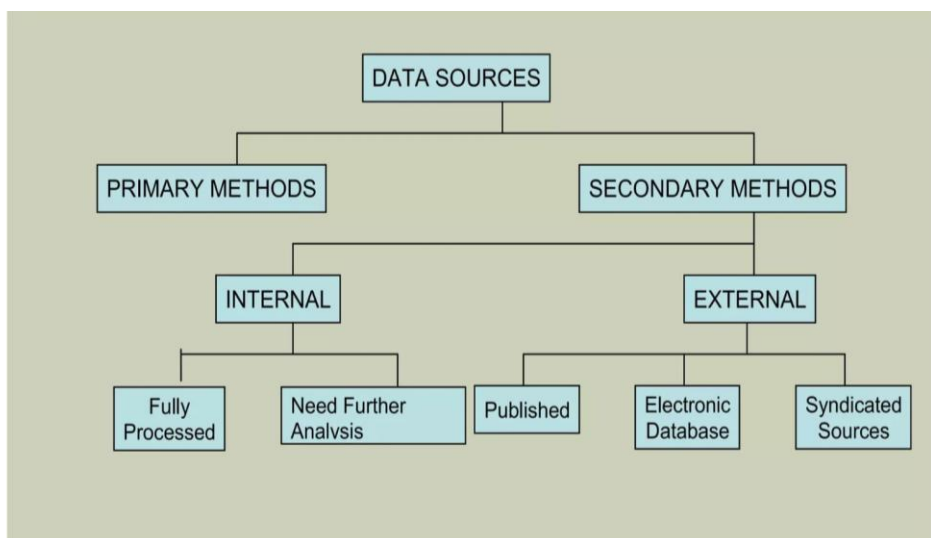 DATA SOURCES
PRIMARY METHODS
SECONDARY METHODS
INTERNAL
EXTERNAL
Fully
Processed
Need Further
Analvsis
Published
Electronic
Database
Syndicated
Sources